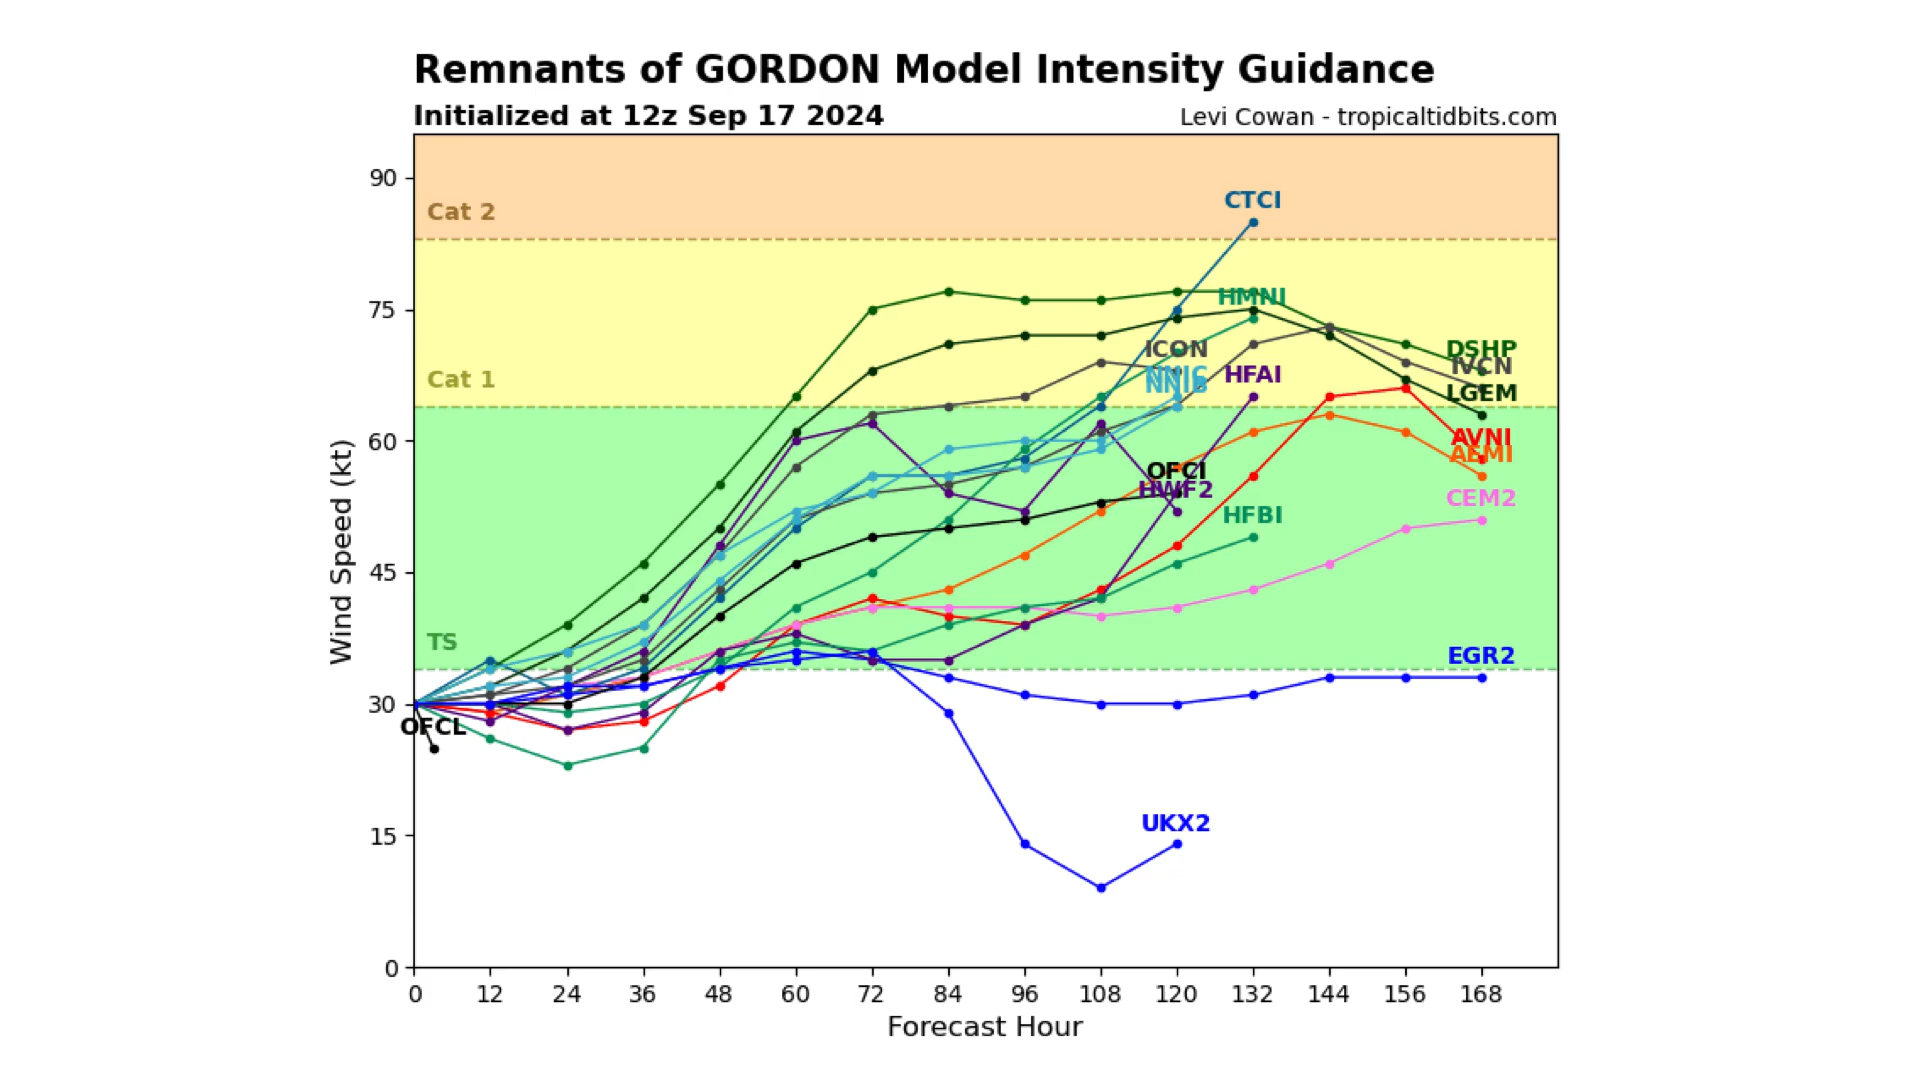 Remnants of GORDON Model Intensity Guidance
Initialized at 12z Sep 17 2024
Levi Cowan - tropicaltidbits.com
90
75
60
45
30
15
0
Wind Speed (kt)
Cat 2
Cat 1
TS
CTCI
HMNI
ICON
NNIC
NNIB
HFAI
DSHP
IVCN
LGEM
AVNI
AEMI
OFCI
HWF2
CEM2
HFBI
EGR2
OFCL
UKX2
0 12 24 36 48 60 72 84 96 108 120 132 144 156 168
Forecast Hour